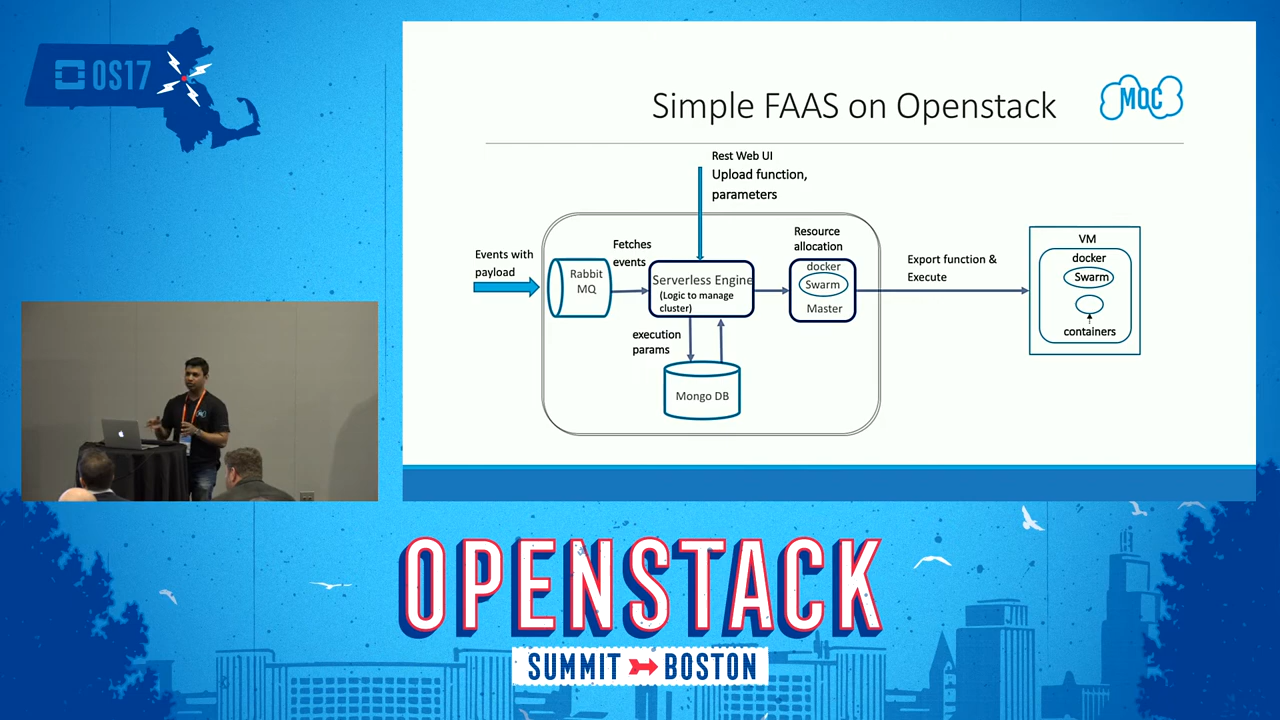 OS17
Simple FAAS on Openstack
MOC
Rest Web UI
Upload function,
parameters
Events with
payload
Rabbit
MQ
Fetches
events
Serverless Engine
(Logic to manage
cluster)
execution
params
Mongo DB
Resource
allocation
docker
Swarm
Master
Export function &
Execute
VM
docker
Swarm
containers
OPENSTACK
SUMMIT BOSTON